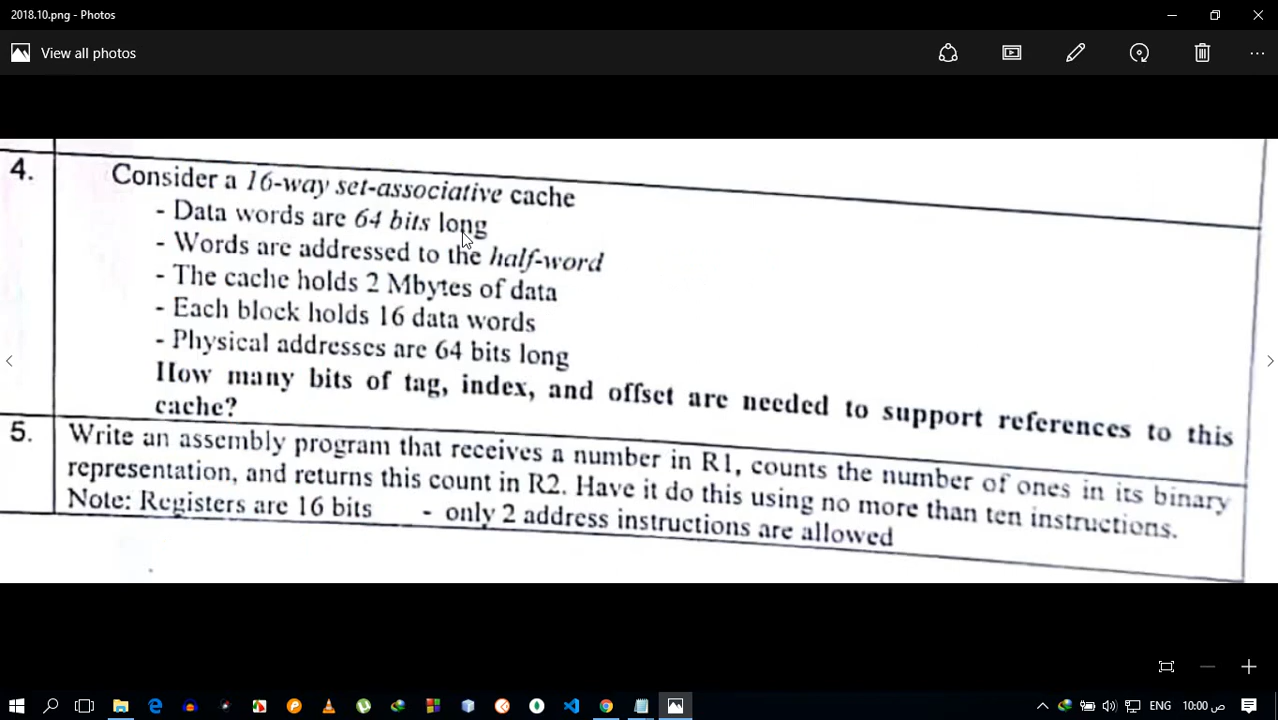 2018.10.png - Photos
View all photos
4.
Consider a 16-way set-associative cache
- Data words are 64 bits long
- Words are addressed to the half-word
- The cache holds 2 Mbytes of data
- Each block holds 16 data words
- Physical addresses are 64 bits long
How many bits of tag, index, and offset are needed to support references to this
cache?
5.
Write an assembly program that receives a number in R1, counts the number of ones in its binary
representation, and returns this count in R2. Have it do this using no more than ten instructions.
Note: Registers are 16 bits - only 2 address instructions are allowed
ENG
10:00 ص